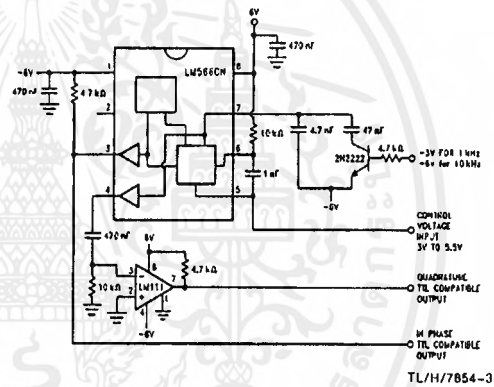 6V
470 nF
LM566CN
-6V
1
8
470 nF
4.7 kΩ
2
7
10 kΩ
4.7 nF
47 nF
3
6
2N2222
4.7 kΩ
-3V FOR 1 kHz
-6V for 10 kHz
1 nF
4
5
-6V
CONTROL
VOLTAGE
INPUT
3V TO 5.5V
6V
470 nF
4.7 kΩ
8
3
7
LM111
QUADRATURE
TTL COMPATIBLE
OUTPUT
10 kΩ
2
1
4
-6V
IN PHASE
TTL COMPATIBLE
OUTPUT
TL/H/7854-3